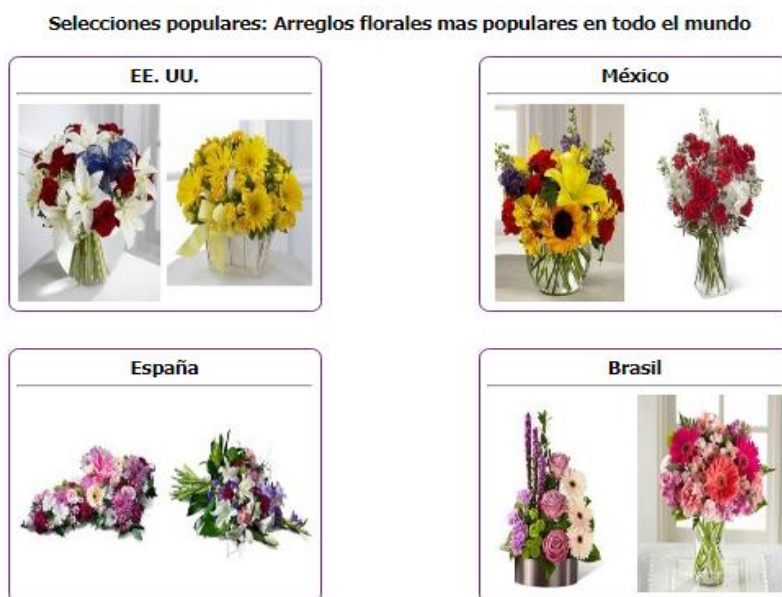 Selecciones populares: Arreglos florales mas populares en todo el mundo
EE. UU.
México
España
Brasil